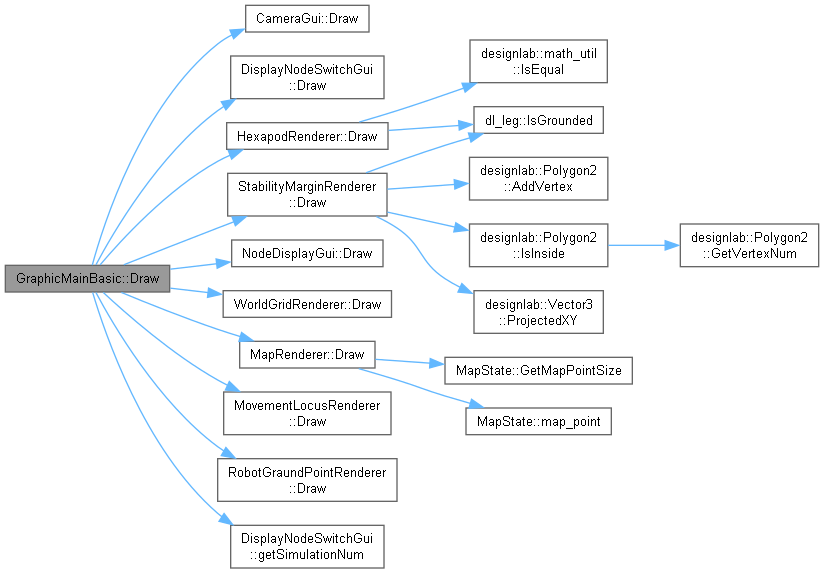 GraphicMainBasic::Draw
CameraGui::Draw
DisplayNodeSwitchGui
::Draw
HexapodRenderer::Draw
designlab::math_util
::IsEqual
dl_leg::IsGrounded
StabilityMarginRenderer
::Draw
designlab::Polygon2
::AddVertex
designlab::Polygon2
::IsInside
designlab::Polygon2
::GetVertexNum
designlab::Vector3
::ProjectedXY
NodeDisplayGui::Draw
WorldGridRenderer::Draw
MapRenderer::Draw
MapState::GetMapPointSize
MapState::map_point
MovementLocusRenderer
::Draw
RobotGraundPointRenderer
::Draw
DisplayNodeSwitchGui
::getSimulationNum